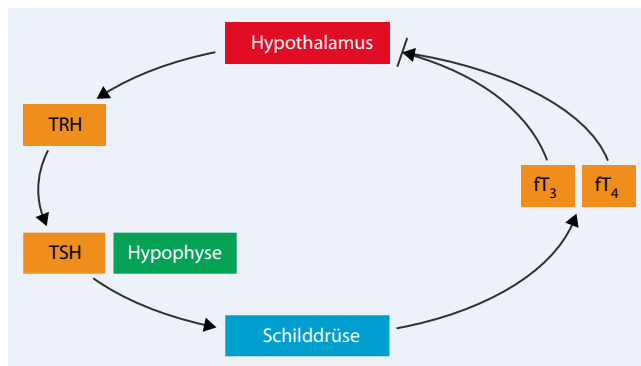 Hypothalamus
TRH
fT3 fT4
TSH Hypophyse
Schilddrüse